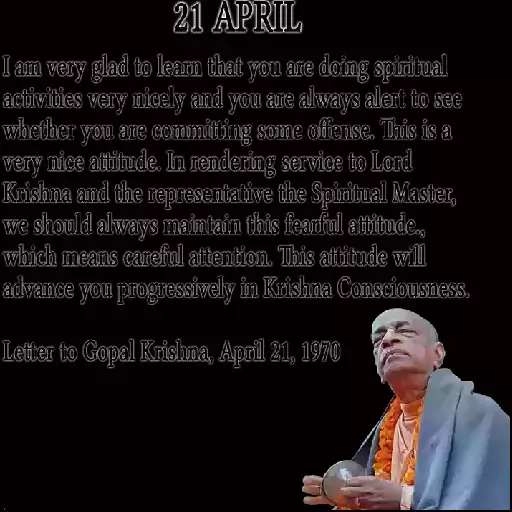 21 APRIL
I am very glad to learn that you are doing spiritual
activities very nicely and you are always alert to see
whether you are committing some offense. This is a
very nice attitude. In rendering service to Lord
Krishna and the representative the Spiritual Master,
we should always maintain this fearful attitude.,
which means careful attention. This attitude will
advance you progressively in Krishna Consciousness.
Letter to Gopal Krishna, April 21, 1970